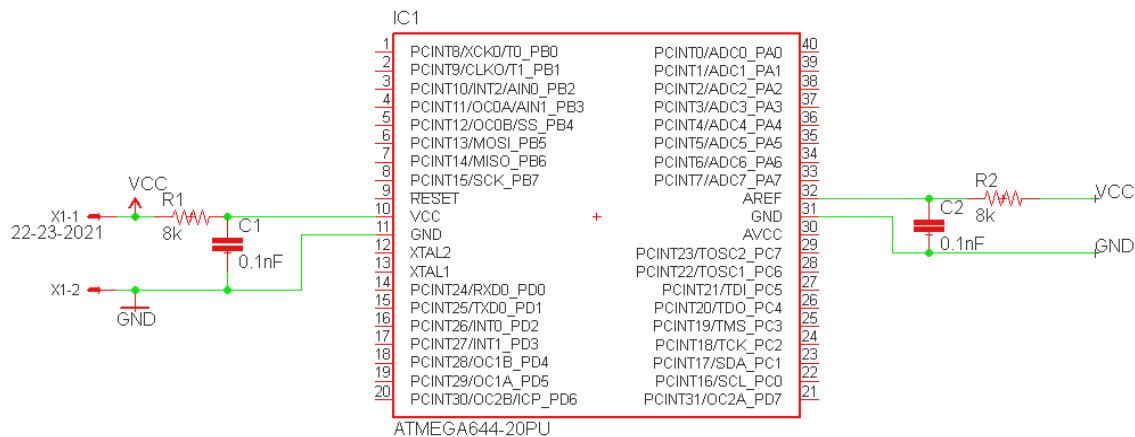 IC1
1 PCINT8/XCK0/T0_PB0 PCINT0/ADC0_PA0 40
2 PCINT9/CLKO/T1_PB1 PCINT1/ADC1_PA1 39
3 PCINT10/INT2/AIN0_PB2 PCINT2/ADC2_PA2 38
4 PCINT11/OC0A/AIN1_PB3 PCINT3/ADC3_PA3 37
5 PCINT12/OC0B/SS_PB4 PCINT4/ADC4_PA4 36
6 PCINT13/MOSI_PB5 PCINT5/ADC5_PA5 35
7 PCINT14/MISO_PB6 PCINT6/ADC6_PA6 34
8 PCINT15/SCK_PB7 PCINT7/ADC7_PA7 33
VCC R1 9 RESET AREF 32 R2 VCC
X1-1 8k C1 10 VCC GND 31 C2 8k
22-23-2021 11 GND AVCC 30
0.1nF 12 XTAL2 PCINT23/TOSC2_PC7 29 0.1nF GND
13 XTAL1 PCINT22/TOSC1_PC6 28
X1-2 14 PCINT24/RXD0_PD0 PCINT21/TDI_PC5 27
GND 15 PCINT25/TXD0_PD1 PCINT20/TDO_PC4 26
16 PCINT26/INT0_PD2 PCINT19/TMS_PC3 25
17 PCINT27/INT1_PD3 PCINT18/TCK_PC2 24
18 PCINT28/OC1B_PD4 PCINT17/SDA_PC1 23
19 PCINT29/OC1A_PD5 PCINT16/SCL_PC0 22
20 PCINT30/OC2B/ICP_PD6 PCINT31/OC2A_PD7 21
ATMEGA644-20PU